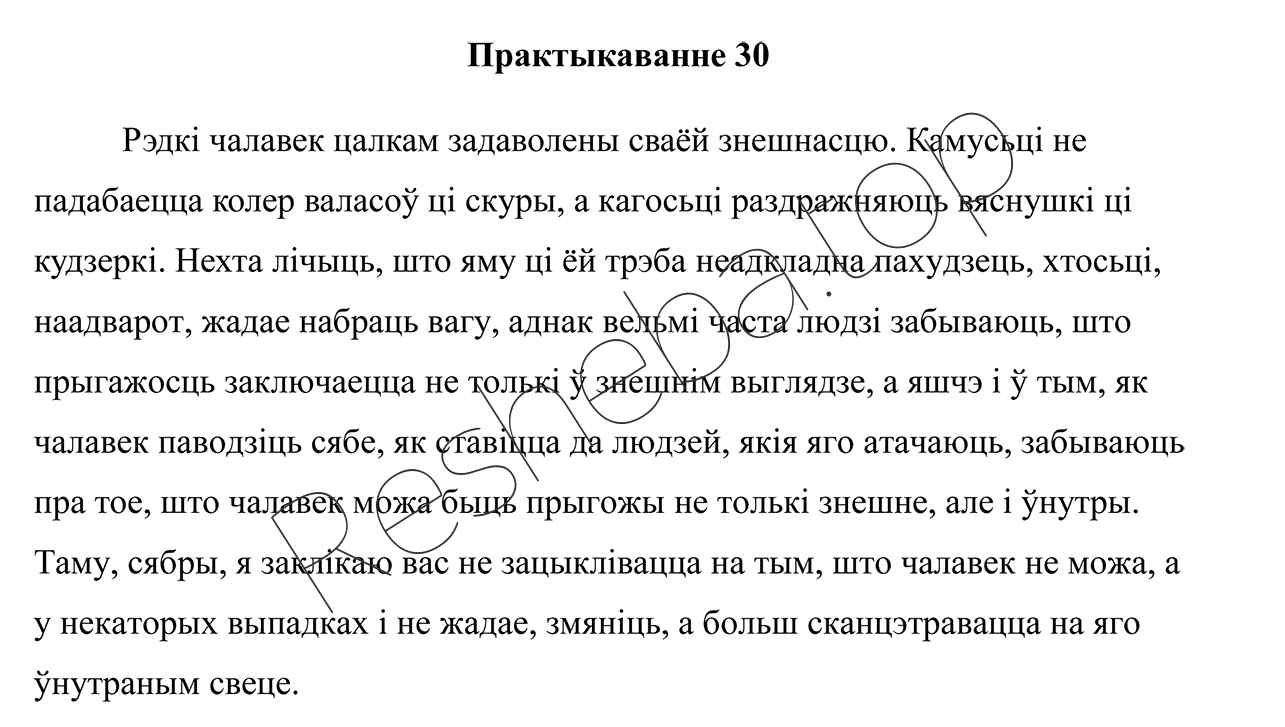 Практыкаванне 30
Рэдкі чалавек цалкам задаволены сваёй знешнасцю. Камусьці не
падабаецца колер валасоў ці скуры, а кагосьці раздражняюць вяснушкі ці
кудзеркі. Нехта лічыць, што яму ці ёй трэба неадкладна пахудзець, хтосьці,
наадварот, жадае набраць вагу, аднак вельмі часта людзі забываюць, што
прыгажосць заключаецца не толькі ў знешнім выглядзе, а яшчэ і ў тым, як
чалавек паводзіць сябе, як ставіцца да людзей, якія яго атачаюць, забываюць
пра тое, што чалавек можа быць прыгожы не толькі знешне, але і ўнутры.
Таму, сябры, я заклікаю вас не зацыклівацца на тым, што чалавек не можа, а
у некаторых выпадках і не жадае, змяніць, а больш сканцэтравацца на яго
ўнутраным свеце.
Resheba.top